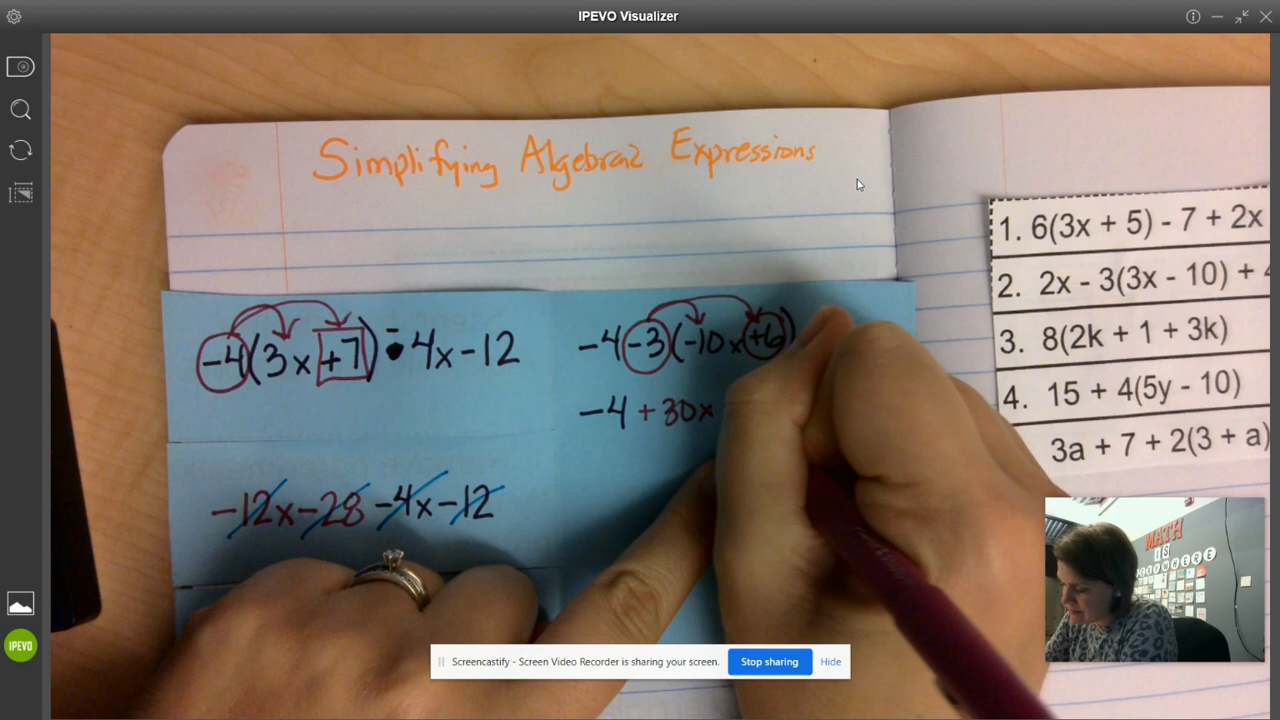 IPEVO Visualizer
Simplifying Algebraic Expressions
-4(3x +7) - 4x - 12
-12x - 28 - 4x - 12
-4 -3(-10x +6)
-4 + 30x
1. 6(3x + 5) - 7 + 2x
2. 2x - 3(3x - 10) +
3. 8(2k + 1 + 3k)
4. 15 + 4(5y - 10)
3a + 7 + 2(3 + a)
MATH
IS
EVERYWHERE
IPEVO
Screencastify - Screen Video Recorder is sharing your screen.
Stop sharing
Hide